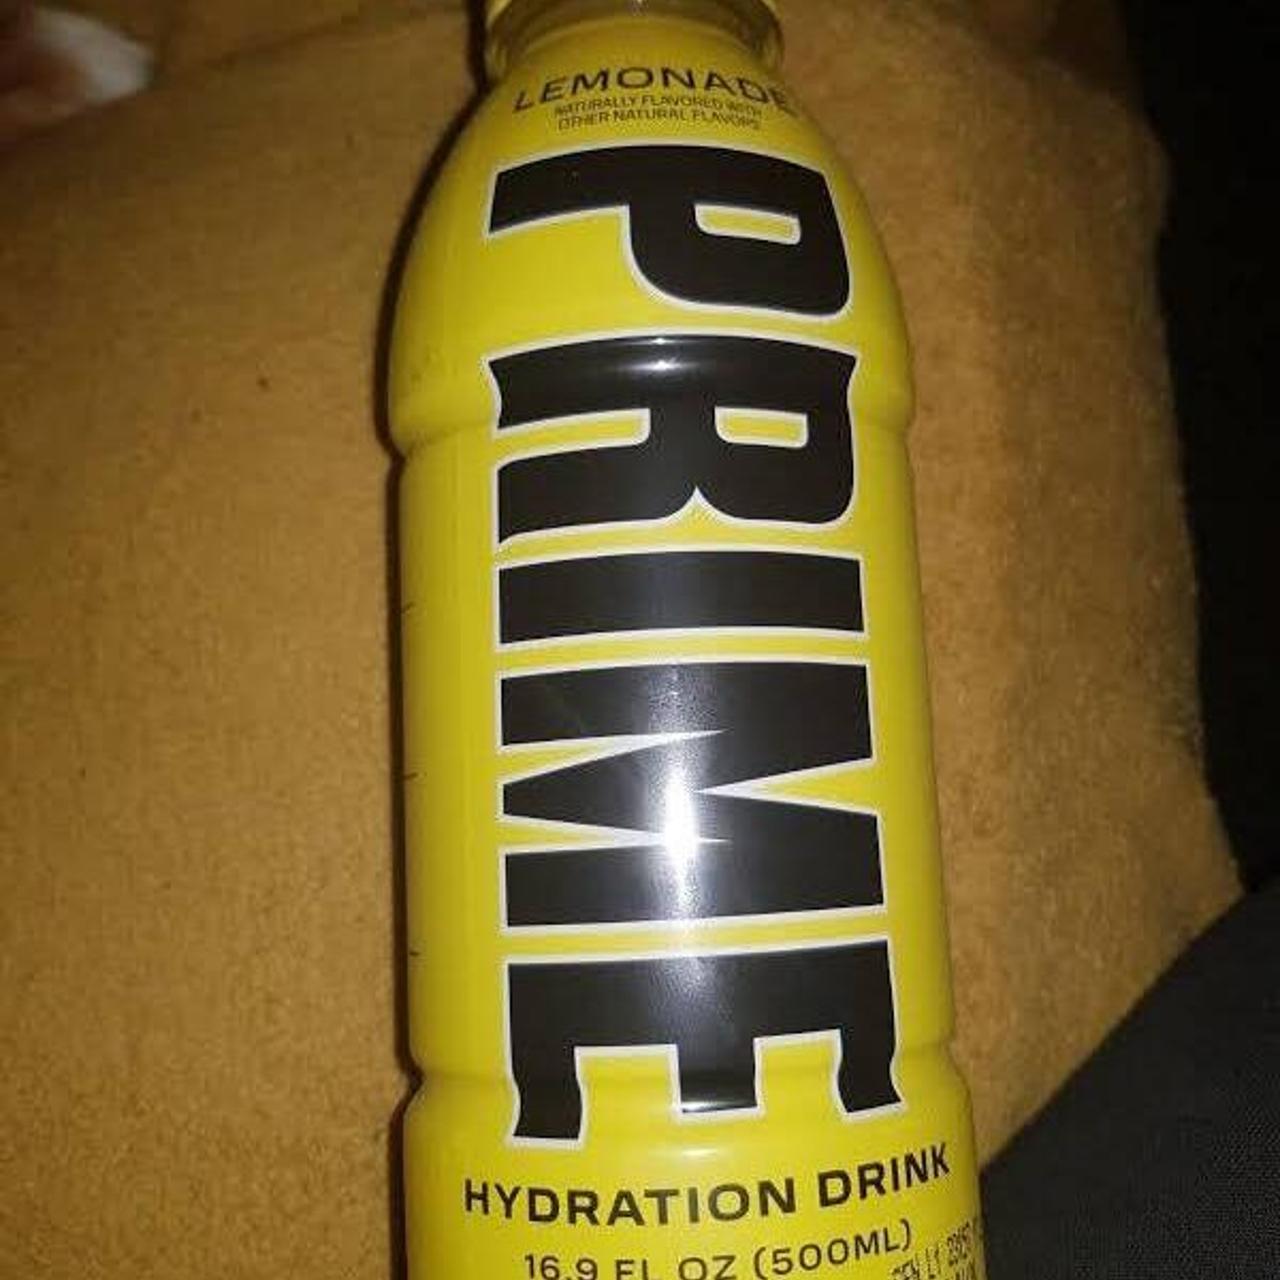 LEMONADE
NATURALLY FLAVORED WITH
OTHER NATURAL FLAVORS
PRIME
HYDRATION DRINK
16.9 FL OZ (500ML)